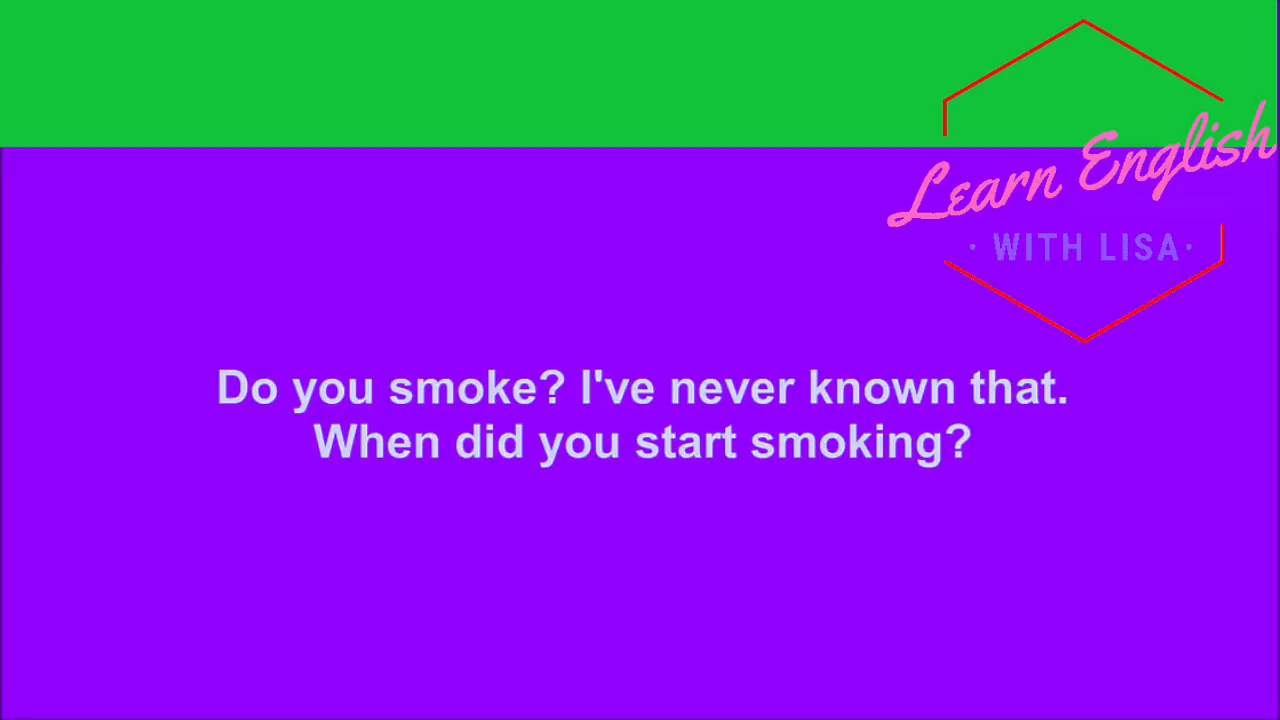 Learn English
· WITH LISA·
Do you smoke? I've never known that.
When did you start smoking?